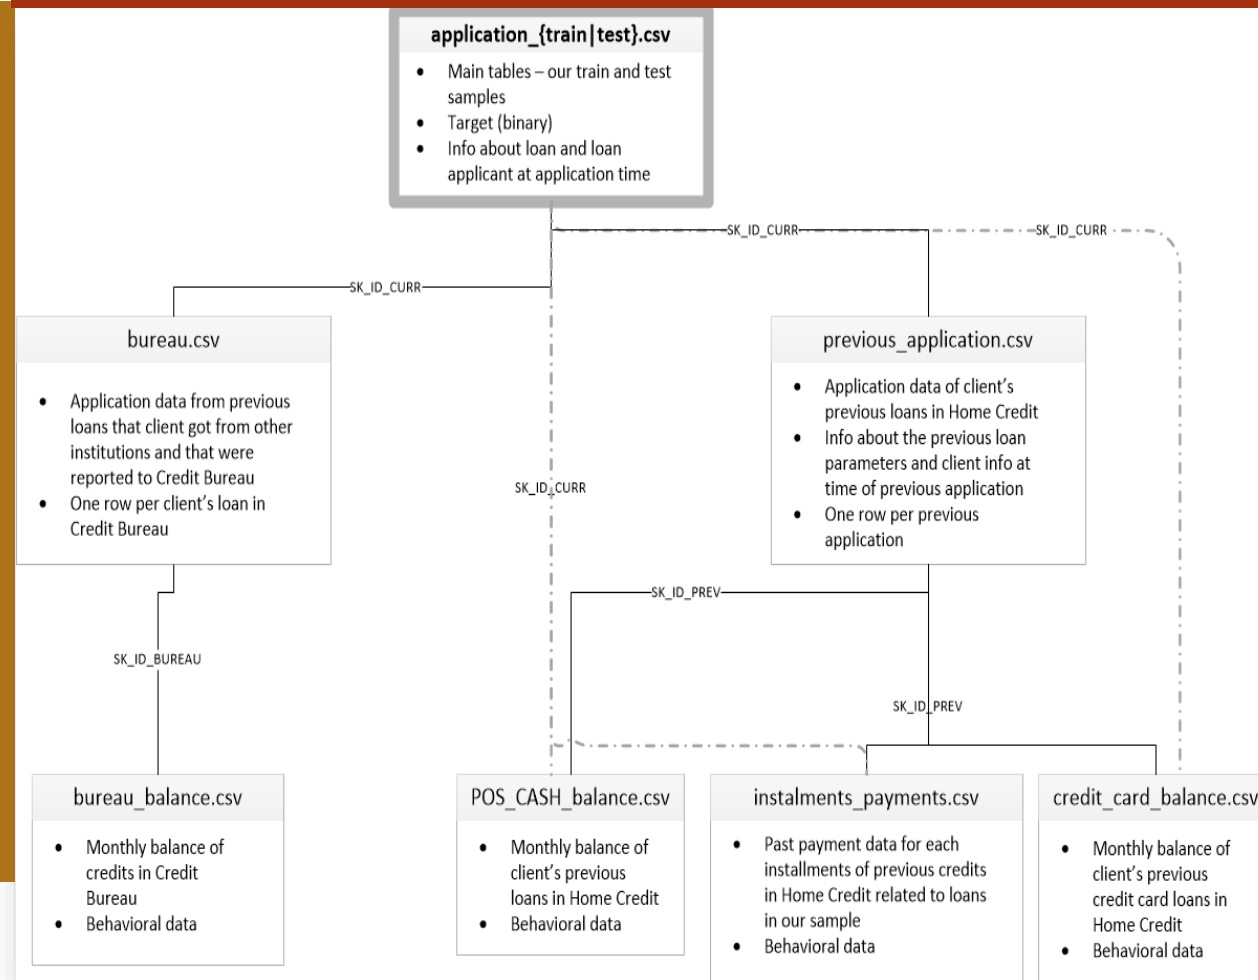 application_{train|test}.csv
• Main tables – our train and test
samples
• Target (binary)
• Info about loan and loan
applicant at application time
SK_ID_CURR
SK_ID_CURR
SK_ID_CURR
bureau.csv
• Application data from previous
loans that client got from other
institutions and that were
reported to Credit Bureau
• One row per client's loan in
Credit Bureau
previous_application.csv
• Application data of client's
previous loans in Home Credit
• Info about the previous loan
parameters and client info at
time of previous application
• One row per previous
application
SK_ID_CURR
SK_ID_PREV
SK_ID_BUREAU
SK_ID_PREV
bureau_balance.csv
• Monthly balance of
credits in Credit
Bureau
• Behavioral data
POS_CASH_balance.csv
• Monthly balance of
client's previous
loans in Home Credit
• Behavioral data
instalments_payments.csv
• Past payment data for each
installments of previous credits
in Home Credit related to loans
in our sample
• Behavioral data
credit_card_balance.csv
• Monthly balance of
client's previous
credit card loans in
Home Credit
• Behavioral data